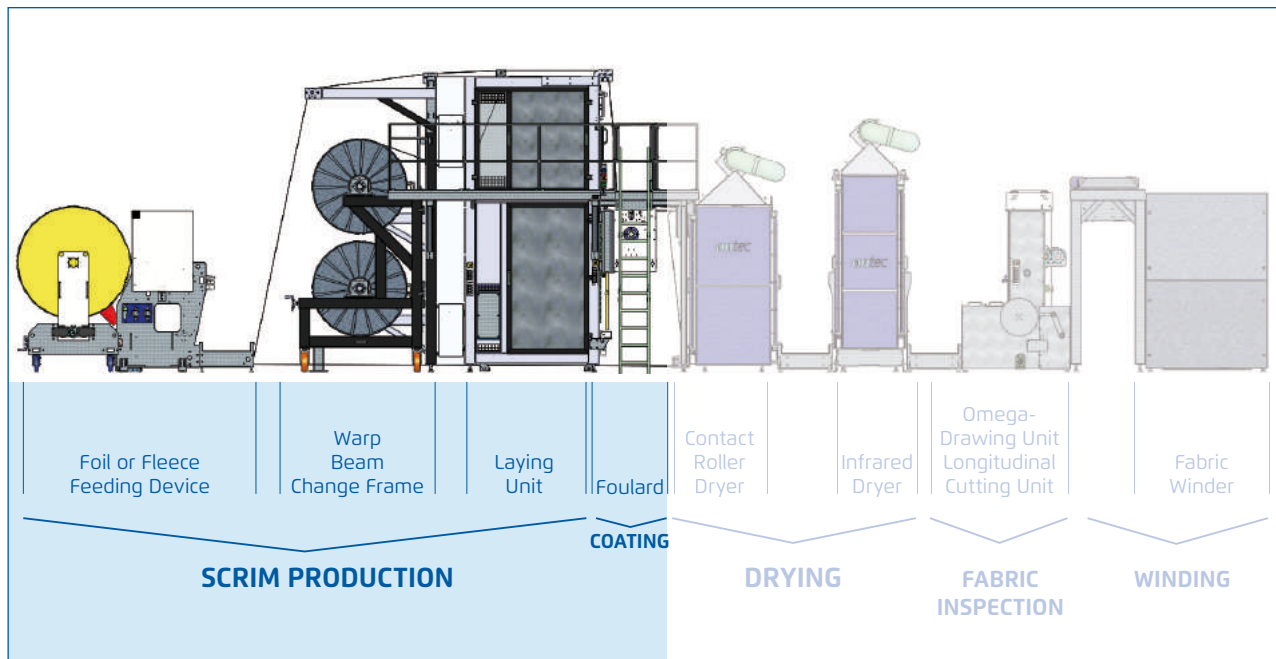 Foil or Fleece
Feeding Device
Warp
Beam
Change Frame
Laying
Unit
Foulard
Contact
Roller
Dryer
Infrared
Dryer
Omega-
Drawing Unit
Longitudinal
Cutting Unit
Fabric
Winder
SCRIM PRODUCTION
COATING
DRYING
FABRIC
INSPECTION
WINDING